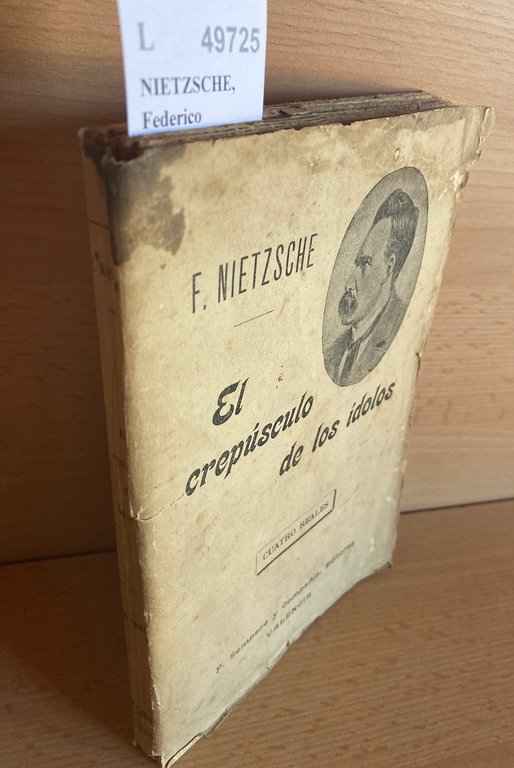 L 49725
NIETZSCHE,
Federico
F. NIETZSCHE
El
crepúsculo
de los ídolos
CUATRO REALES
F. Sempere y Compañía, Editores
VALENCIA